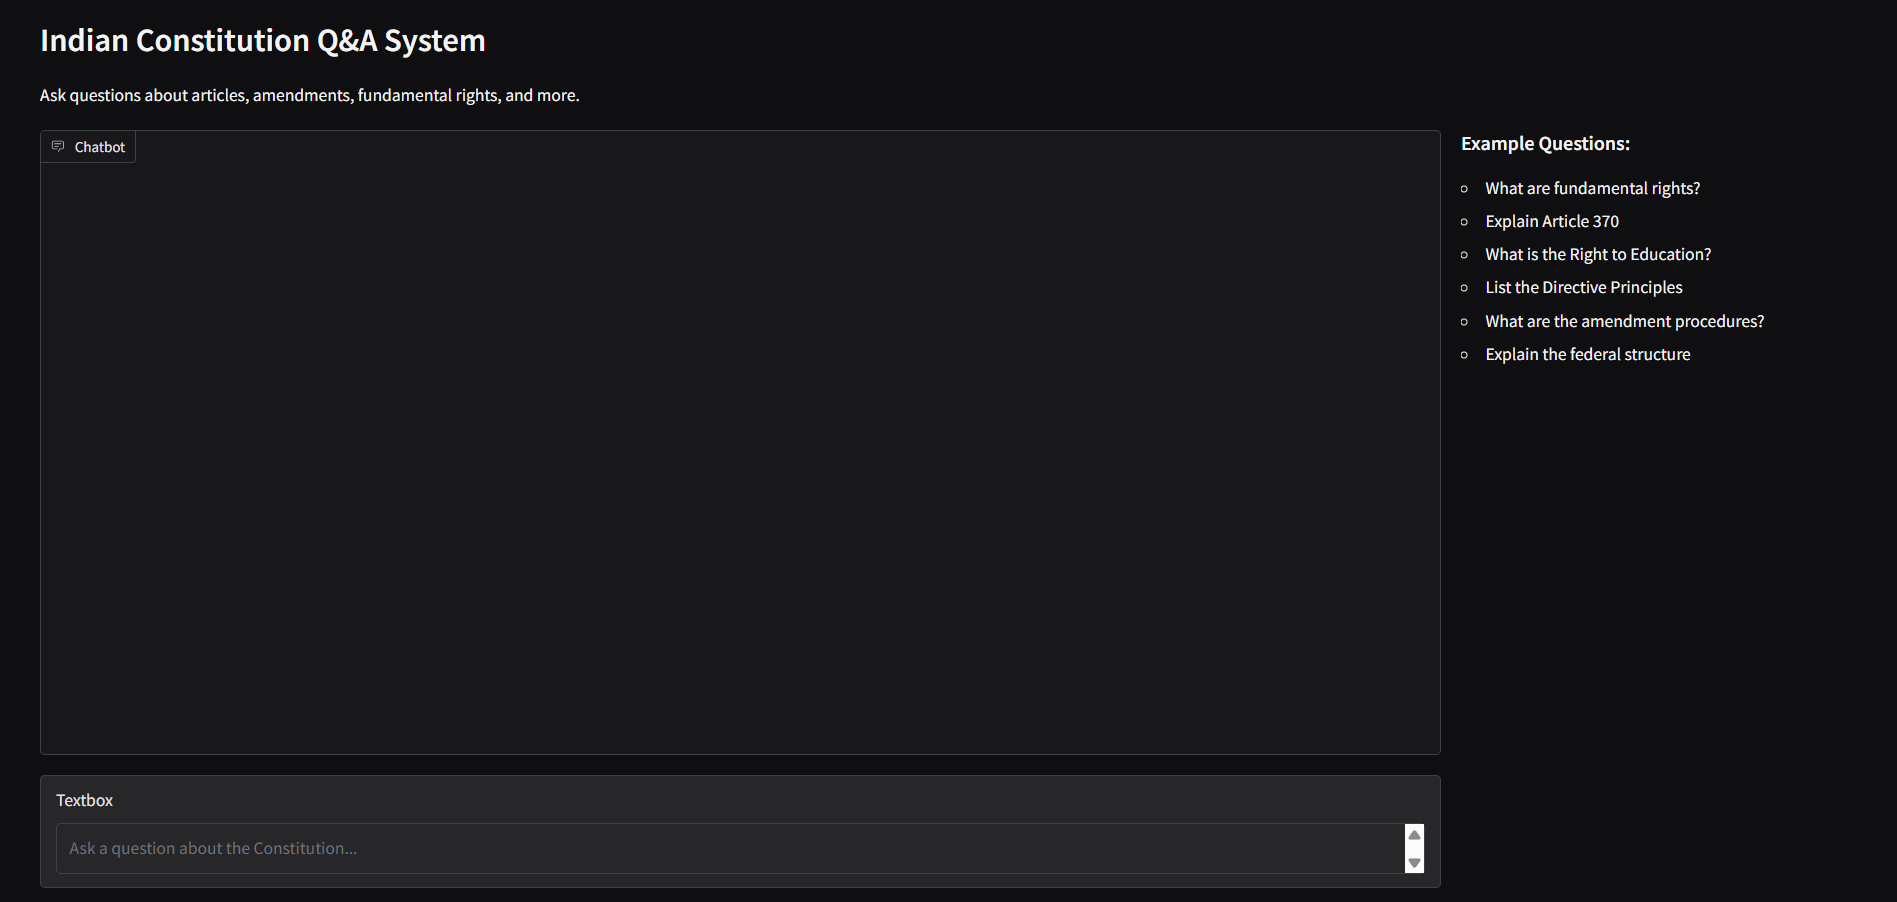 Indian Constitution Q&A System
Ask questions about articles, amendments, fundamental rights, and more.
Chatbot
Example Questions:
What are fundamental rights?
Explain Article 370
What is the Right to Education?
List the Directive Principles
What are the amendment procedures?
Explain the federal structure
Textbox
Ask a question about the Constitution...